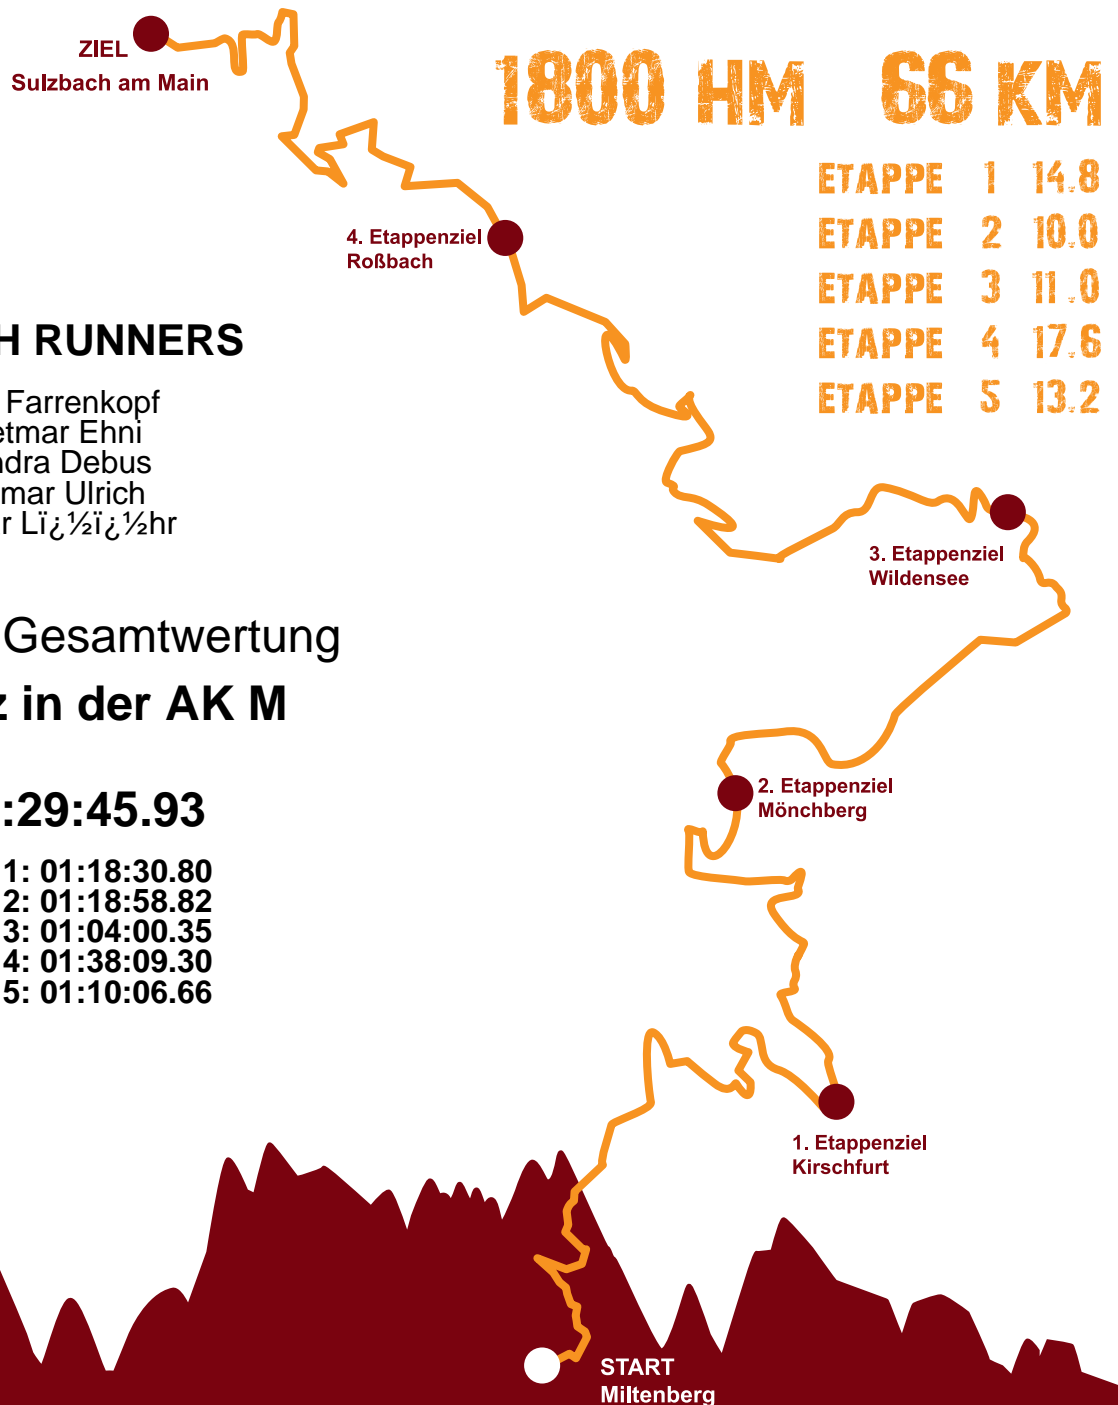 ZIEL
Sulzbach am Main
1800 HM 66 KM
ETAPPE 1 14.8
ETAPPE 2 10.0
ETAPPE 3 11.0
ETAPPE 4 17.6
ETAPPE 5 13.2
4. Etappenziel
Roßbach
H RUNNERS
Farrenkopf
etmar Ehni
ndra Debus
mar Ulrich
r Lï¿½ï¿½hr
3. Etappenziel
Wildensee
Gesamtwertung
z in der AK M
2. Etappenziel
Mönchberg
:29:45.93
1: 01:18:30.80
2: 01:18:58.82
3: 01:04:00.35
4: 01:38:09.30
5: 01:10:06.66
1. Etappenziel
Kirschfurt
START
Miltenberg